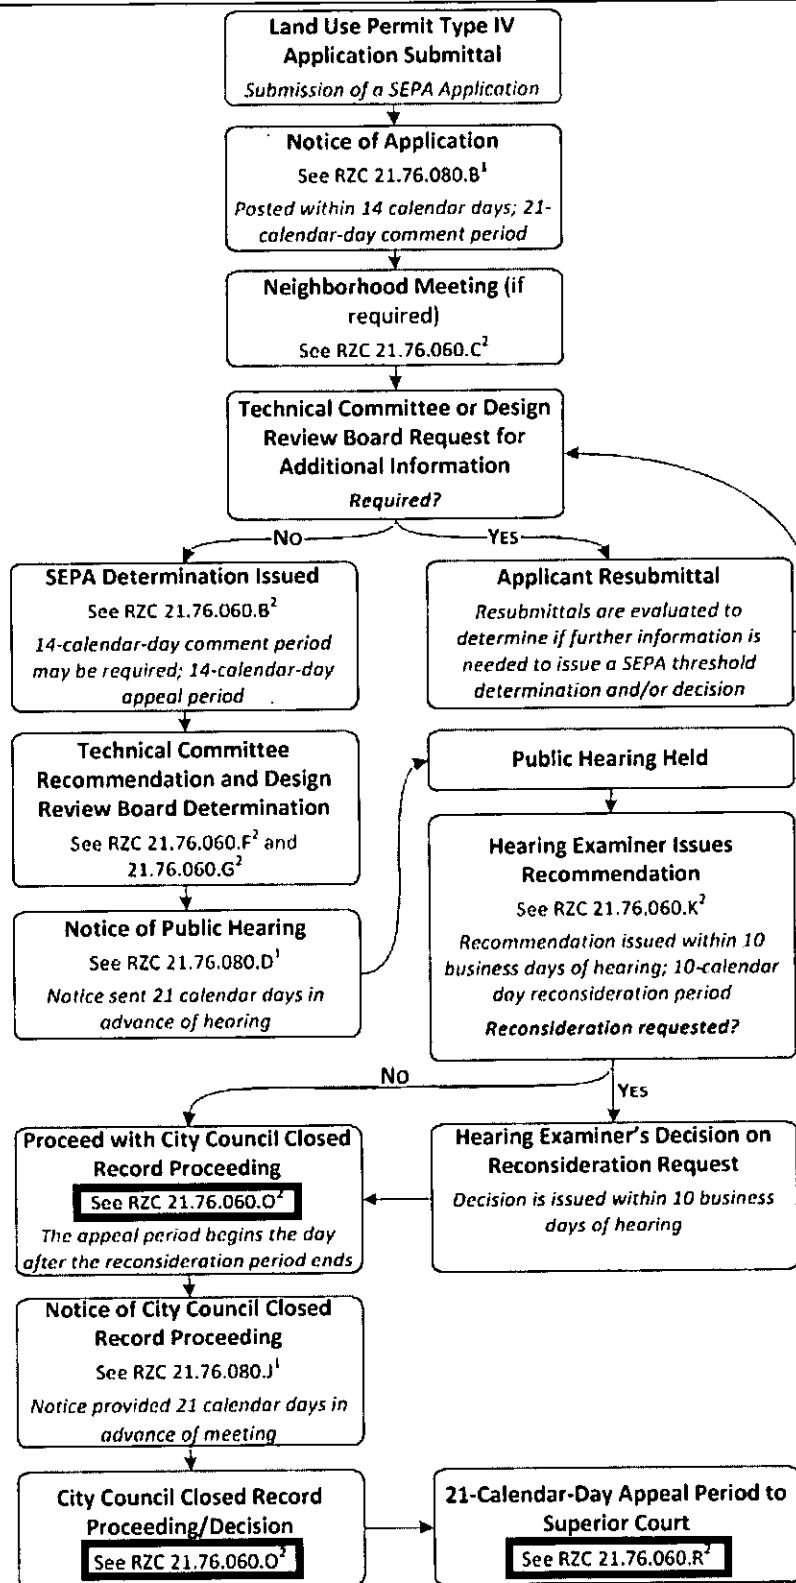 Land Use Permit Type IV
Application Submittal
Submission of a SEPA Application
Notice of Application
See RZC 21.76.080.B¹
Posted within 14 calendar days; 21-
calendar-day comment period
Neighborhood Meeting (if
required)
See RZC 21.76.060.C²
Technical Committee or Design
Review Board Request for
Additional Information
Required?
NO
YES
SEPA Determination Issued
See RZC 21.76.060.B²
14-calendar-day comment period
may be required; 14-calendar-day
appeal period
Applicant Resubmittal
Resubmittals are evaluated to
determine if further information is
needed to issue a SEPA threshold
determination and/or decision
Technical Committee
Recommendation and Design
Review Board Determination
See RZC 21.76.060.F² and
21.76.060.G²
Notice of Public Hearing
See RZC 21.76.080.D¹
Notice sent 21 calendar days in
advance of hearing
Public Hearing Held
Hearing Examiner Issues
Recommendation
See RZC 21.76.060.K²
Recommendation issued within 10
business days of hearing; 10-calendar
day reconsideration period
Reconsideration requested?
NO
YES
Proceed with City Council Closed
Record Proceeding
See RZC 21.76.060.O²
The appeal period begins the day
after the reconsideration period ends
Hearing Examiner's Decision on
Reconsideration Request
Decision is issued within 10 business
days of hearing
Notice of City Council Closed
Record Proceeding
See RZC 21.76.080.J¹
Notice provided 21 calendar days in
advance of meeting
City Council Closed Record
Proceeding/Decision
See RZC 21.76.060.O²
21-Calendar-Day Appeal Period to
Superior Court
See RZC 21.76.060.R²